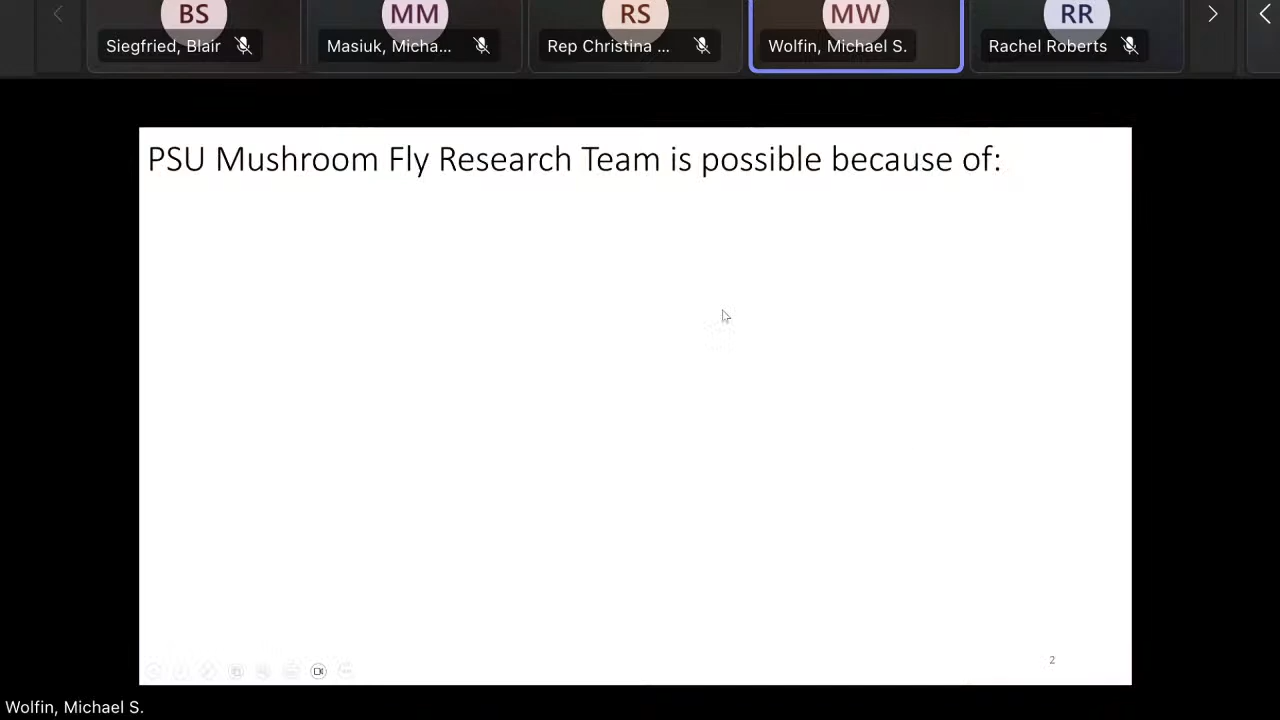 BS
MM
RS
MW
RR
Siegfried, Blair
Masiuk, Micha...
Rep Christina ...
Wolfin, Michael S.
Rachel Roberts
PSU Mushroom Fly Research Team is possible because of:
2
Wolfin, Michael S.